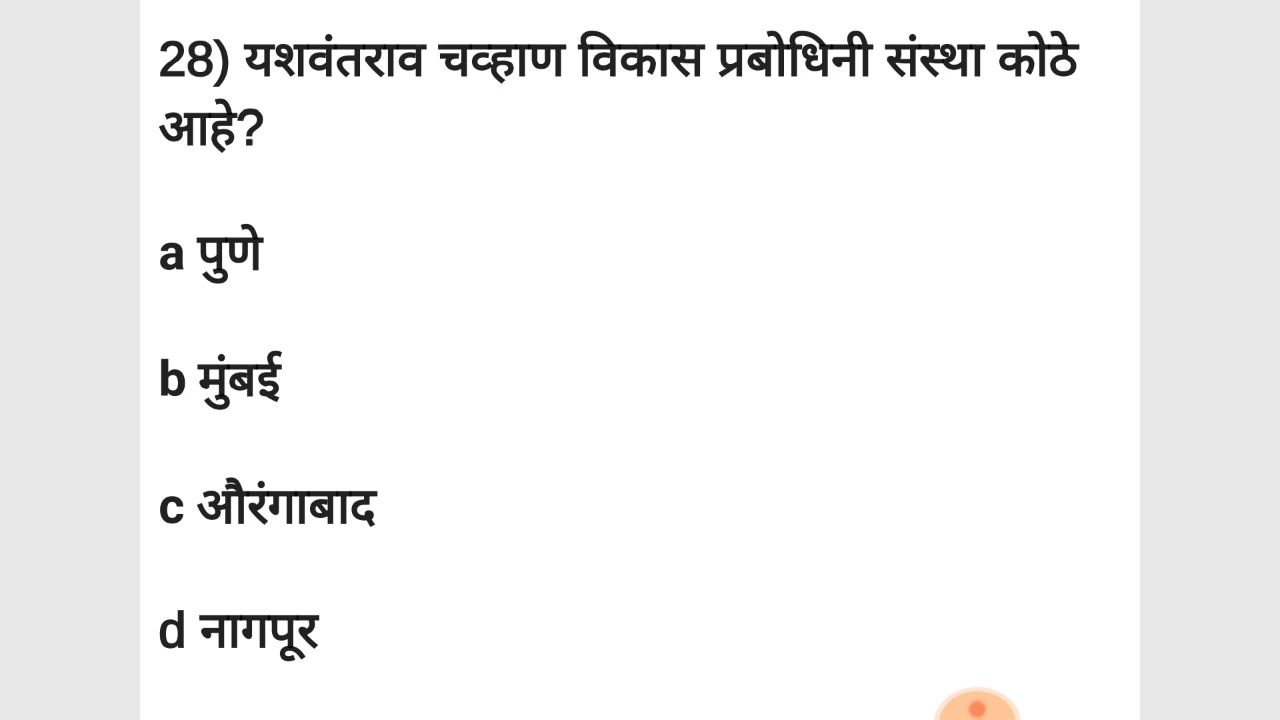 28) यशवंतराव चव्हाण विकास प्रबोधिनी संस्था कोठे
आहे?
a पुणे
b मुंबई
c औरंगाबाद
d नागपूर